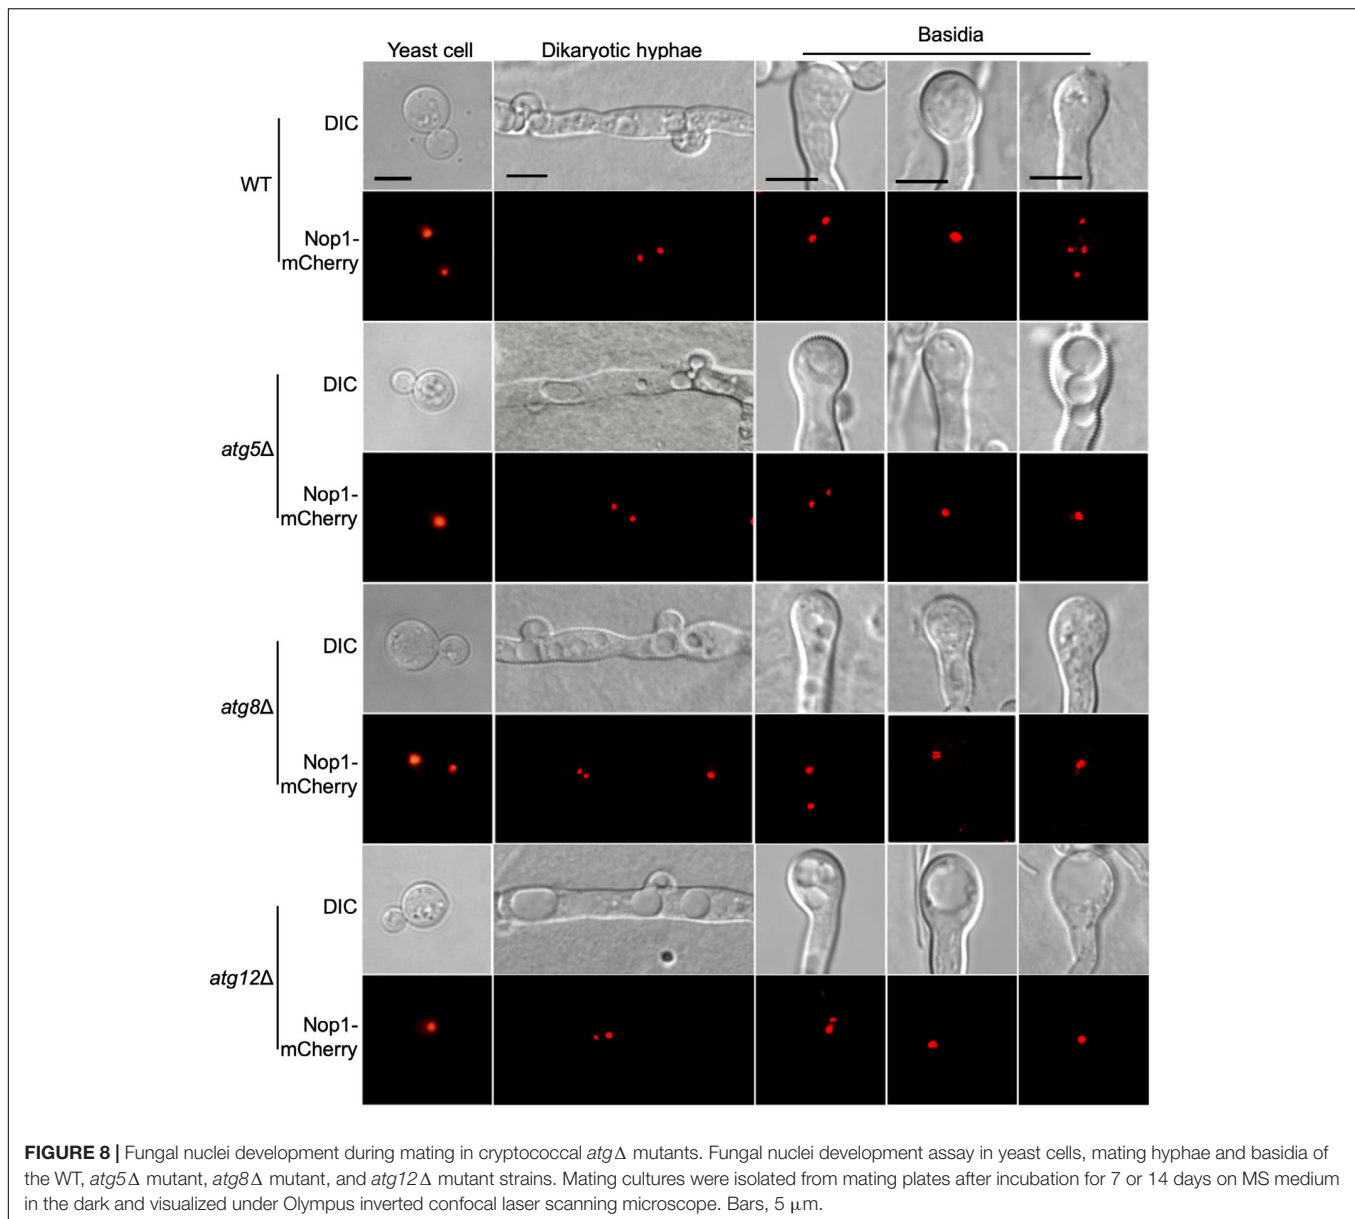 Yeast cell
Dikaryotic hyphae
Basidia
WT
DIC
Nop1-
mCherry
atg5Δ
DIC
Nop1-
mCherry
atg8Δ
DIC
Nop1-
mCherry
atg12Δ
DIC
Nop1-
mCherry
FIGURE 8 | Fungal nuclei development during mating in cryptococcal atgΔ mutants. Fungal nuclei development assay in yeast cells, mating hyphae and basidia of
the WT, atg5Δ mutant, atg8Δ mutant, and atg12Δ mutant strains. Mating cultures were isolated from mating plates after incubation for 7 or 14 days on MS medium
in the dark and visualized under Olympus inverted confocal laser scanning microscope. Bars, 5 μm.